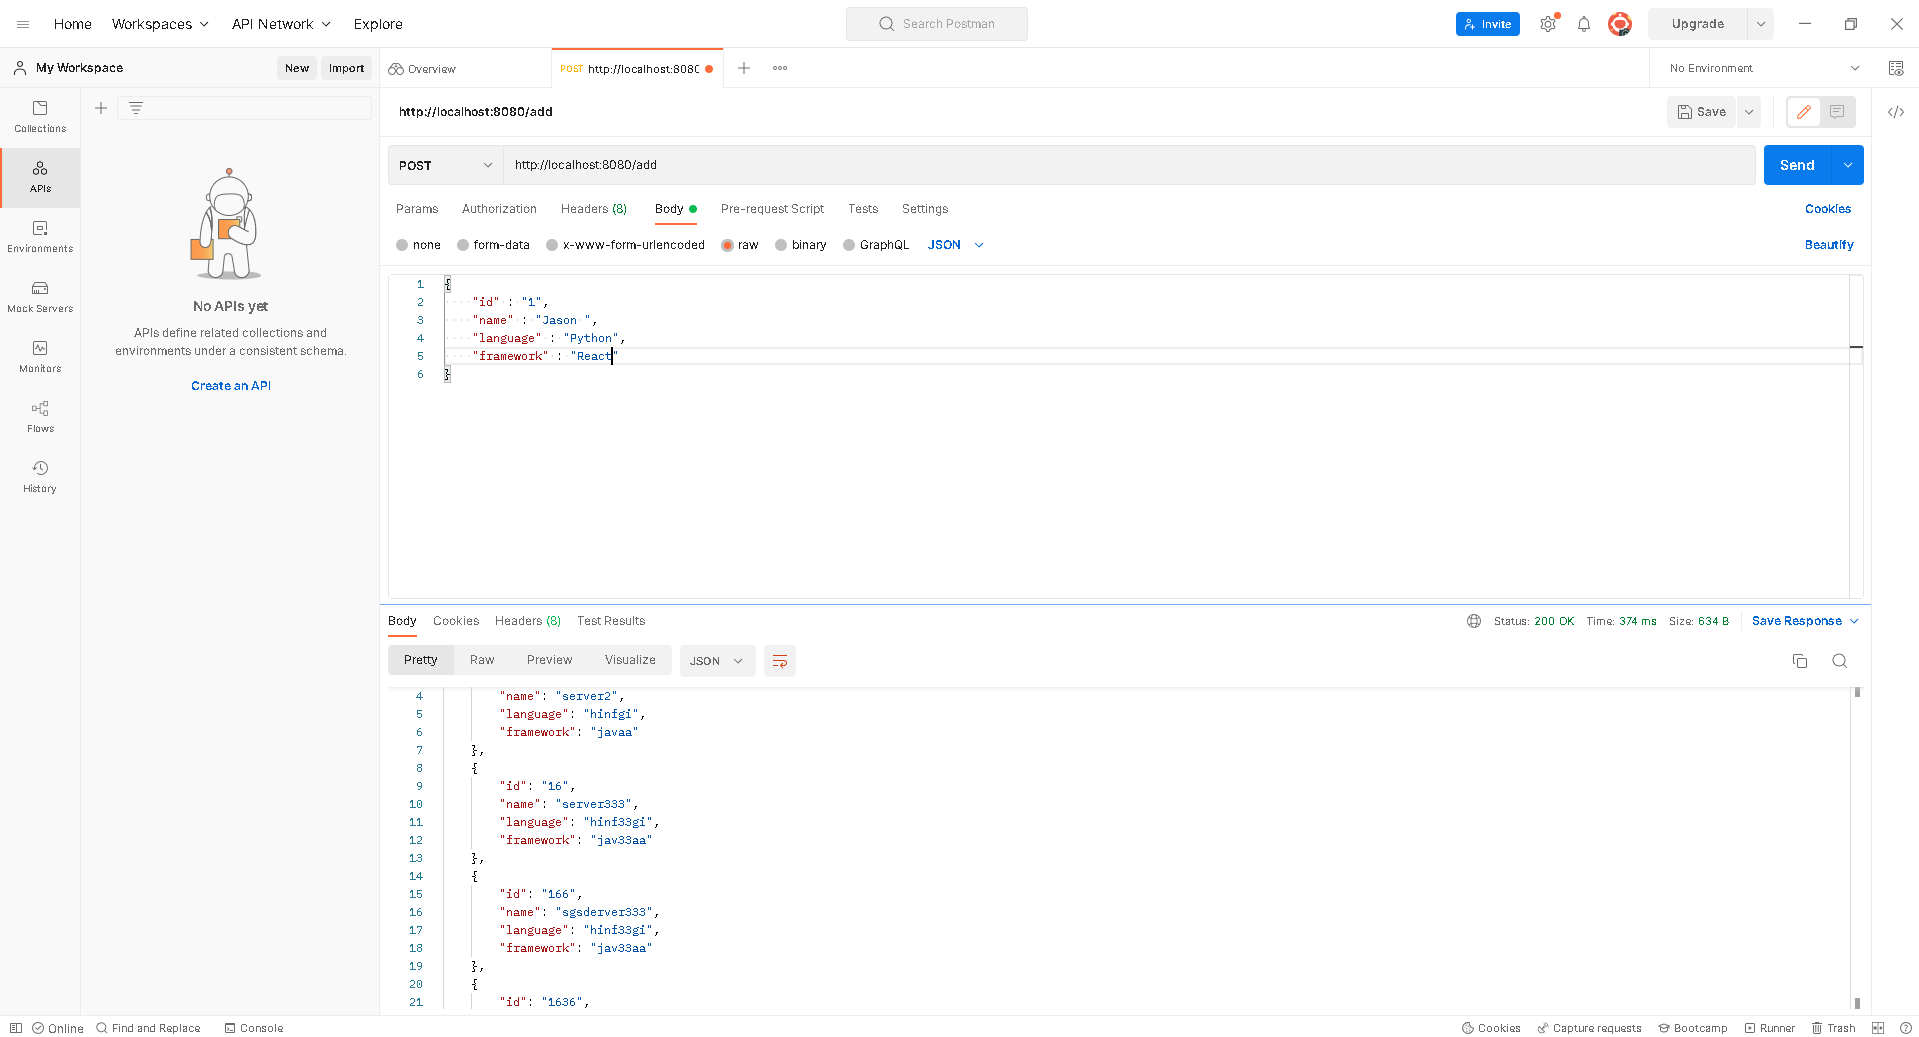 Home Workspaces API Network Explore Search Postman Invite Upgrade
My Workspace New Import Overview POST http://localhost:8080 No Environment
http://localhost:8080/add Save
Collections
APIs
Environments
Mock Servers
Monitors
Flows
History
No APIs yet
APIs define related collections and
environments under a consistent schema.
Create an API
POST http://localhost:8080/add Send
Params Authorization Headers (8) Body Pre-request Script Tests Settings Cookies
none form-data x-www-form-urlencoded raw binary GraphQL JSON Beautify
1 {
2 "id" : "1",
3 "name" : "Jason ",
4 "language" : "Python",
5 "framework" : "React"
6 }
Body Cookies Headers (8) Test Results Status: 200 OK Time: 374 ms Size: 634 B Save Response
Pretty Raw Preview Visualize JSON
4 "name": "server2",
5 "language": "hinfgi",
6 "framework": "javaa"
7 },
8 {
9 "id": "16",
10 "name": "server333",
11 "language": "hinf33gi",
12 "framework": "jav33aa"
13 },
14 {
15 "id": "166",
16 "name": "sgsderver333",
17 "language": "hinf33gi",
18 "framework": "jav33aa"
19 },
20 {
21 "id": "1636",
Online Find and Replace Console Cookies Capture requests Bootcamp Runner Trash